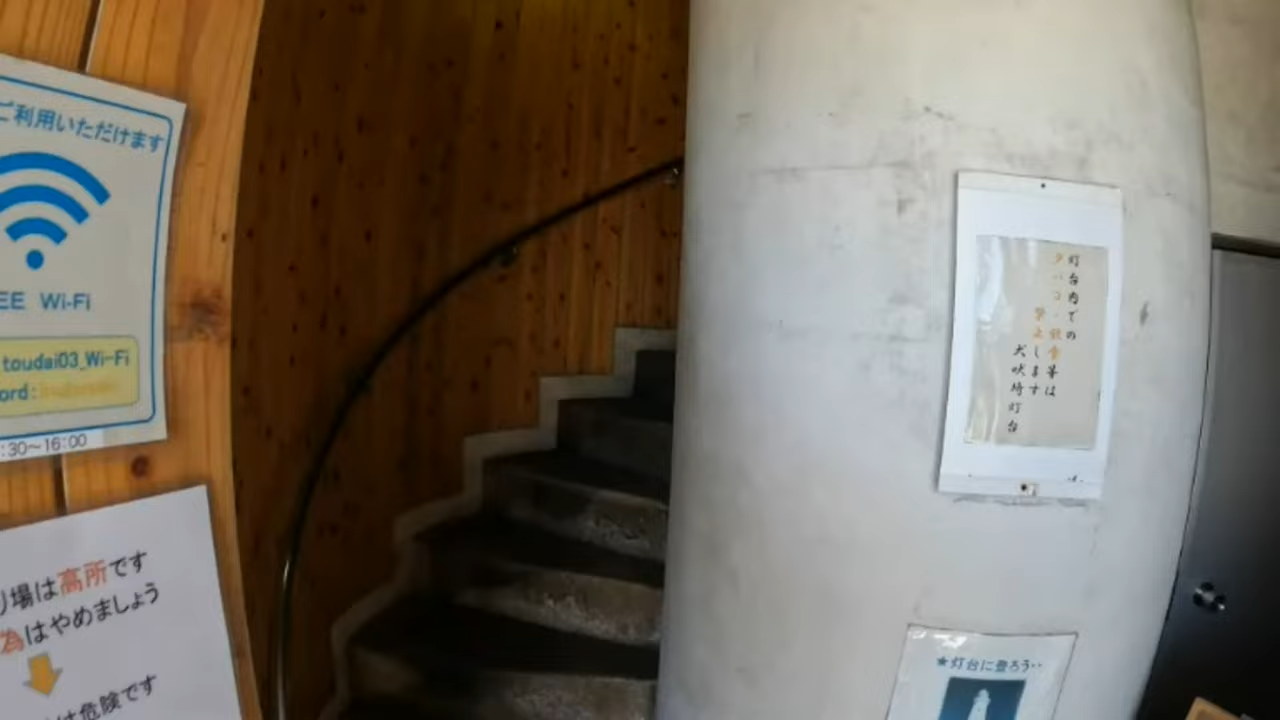 ご利用いただけます
EE Wi-Fi
toudai03_Wi-Fi
ord:
:30~16:00
り場は高所です
為はやめましょう
は危険です
灯台内での
タバコ・飲食等は
禁止します
犬吠埼灯台
★灯台に登ろう‥